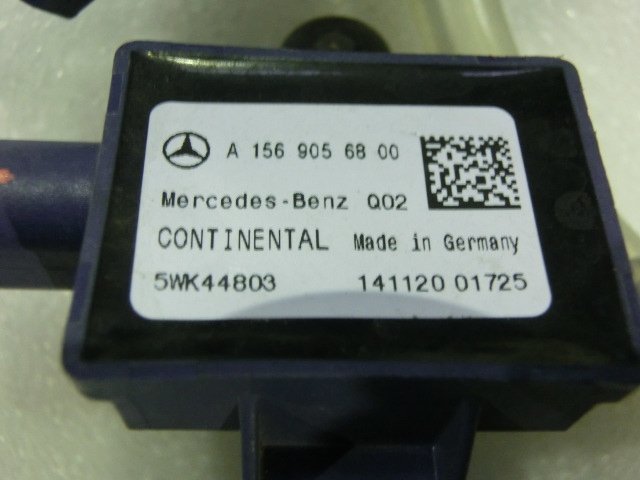 A 156 905 68 00
Mercedes-Benz Q02
CONTINENTAL Made in Germany
5WK44803 141120 01725